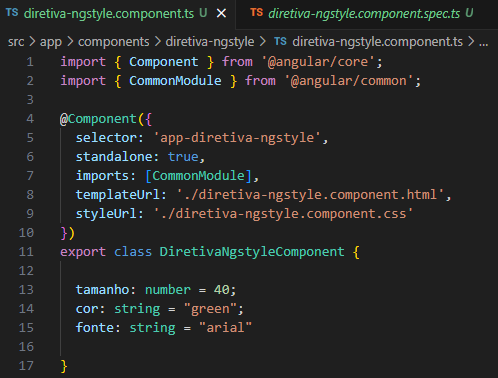 TS diretiva-ngstyle.component.ts U × TS diretiva-ngstyle.component.spec.ts U
src > app > components > diretiva-ngstyle > TS diretiva-ngstyle.component.ts > ...
1 import { Component } from '@angular/core';
2 import { CommonModule } from '@angular/common';
3
4 @Component({
5   selector: 'app-diretiva-ngstyle',
6   standalone: true,
7   imports: [CommonModule],
8   templateUrl: './diretiva-ngstyle.component.html',
9   styleUrl: './diretiva-ngstyle.component.css'
10 })
11 export class DiretivaNgstyleComponent {
12
13   tamanho: number = 40;
14   cor: string = "green";
15   fonte: string = "arial"
16
17 }